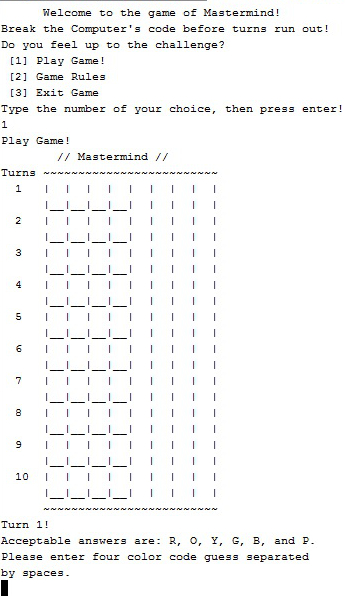 Welcome to the game of Mastermind!
Break the Computer's code before turns run out!
Do you feel up to the challenge?
[1] Play Game!
[2] Game Rules
[3] Exit Game
Type the number of your choice, then press enter!
1
Play Game!
// Mastermind //
Turns ~~~~~~~~~~~~~~~~~~~~~~~~~
1 | | | | | | | | |
|__|__|__|__| | | | |
2 | | | | | | | | |
|__|__|__|__| | | | |
3 | | | | | | | | |
|__|__|__|__| | | | |
4 | | | | | | | | |
|__|__|__|__| | | | |
5 | | | | | | | | |
|__|__|__|__| | | | |
6 | | | | | | | | |
|__|__|__|__| | | | |
7 | | | | | | | | |
|__|__|__|__| | | | |
8 | | | | | | | | |
|__|__|__|__| | | | |
9 | | | | | | | | |
|__|__|__|__| | | | |
10 | | | | | | | | |
|__|__|__|__| | | | |
~~~~~~~~~~~~~~~~~~~~~~~~~
Turn 1!
Acceptable answers are: R, O, Y, G, B, and P.
Please enter four color code guess separated
by spaces.